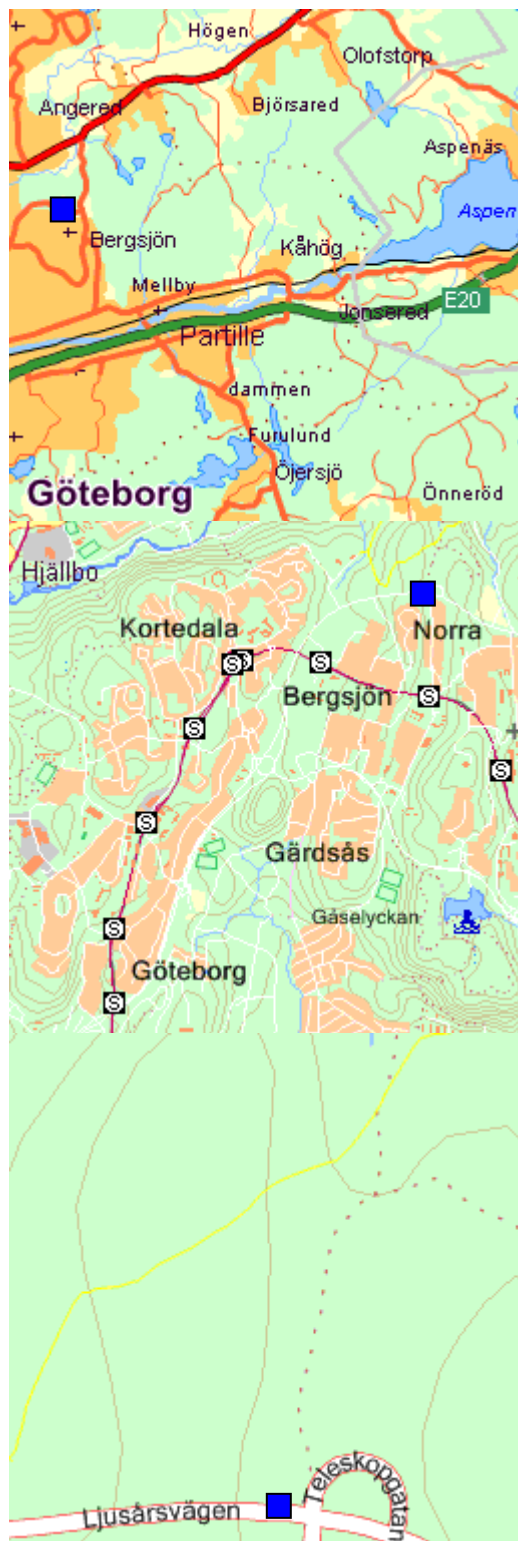 Högen
Olofstorp
Angered
Björsared
Aspenäs
Aspen
Bergsjön
Kåhög
Mellby
E20
Jonsered
Partille
dammen
Furulund
Öjersjö
Göteborg
Önneröd
Hjällbo
Kortedala
Norra
Bergsjön
S
S
S
S
S
S
S
S
S
Gärdsås
Gåselyckan
Göteborg
Teleskopgatan
Ljusårsvägen